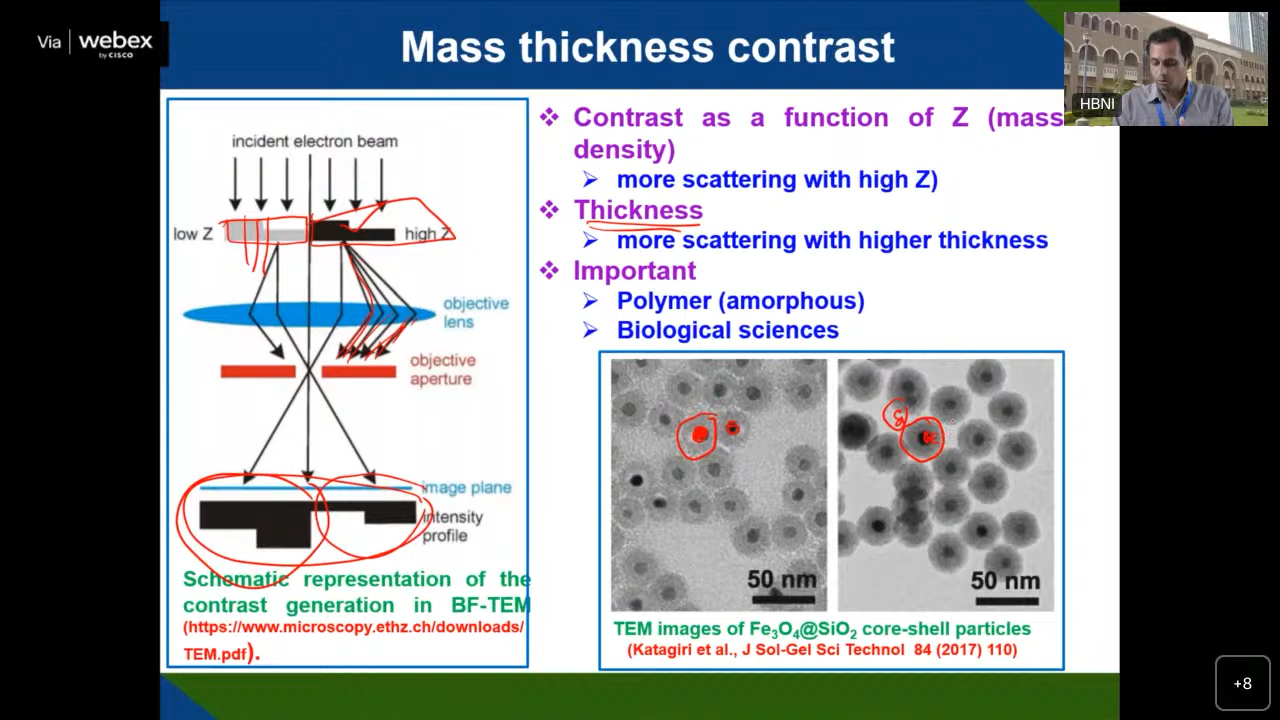 Via webex
by CISCO
Mass thickness contrast
HBNI
incident electron beam
low Z
high Z
objective
lens
objective
aperture
image plane
intensity
profile
Schematic representation of the
contrast generation in BF-TEM
(https://www.microscopy.ethz.ch/downloads/
TEM.pdf).
❖ Contrast as a function of Z (mass
density)
➢ more scattering with high Z)
❖ Thickness
➢ more scattering with higher thickness
❖ Important
➢ Polymer (amorphous)
➢ Biological sciences
50 nm
50 nm
TEM images of Fe₃O₄@SiO₂ core-shell particles
(Katagiri et al., J Sol-Gel Sci Technol 84 (2017) 110)
+8